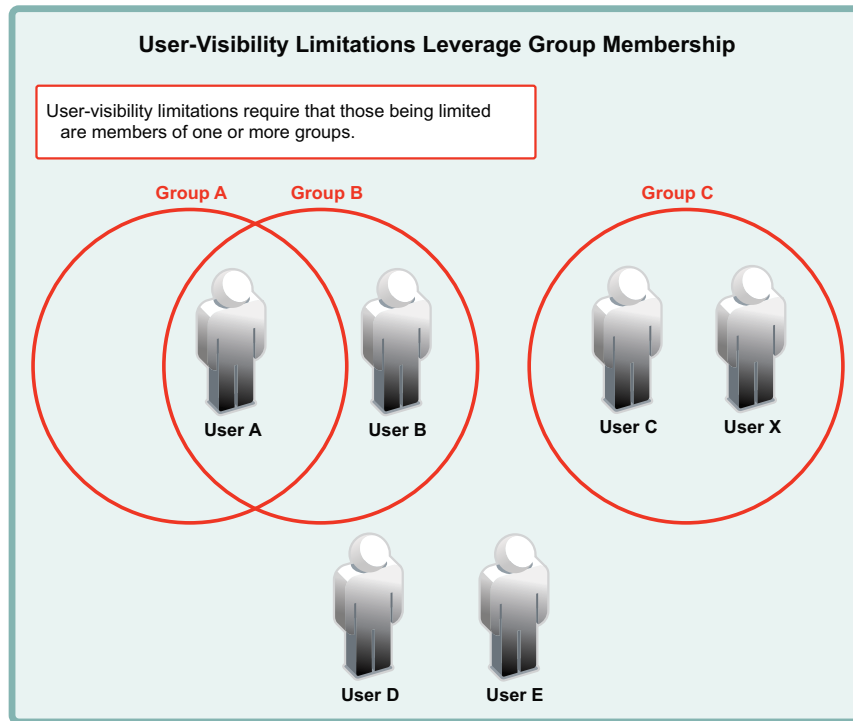 User-Visibility Limitations Leverage Group Membership
User-visibility limitations require that those being limited
are members of one or more groups.
Group A
Group B
Group C
User A
User B
User C
User X
User D
User E